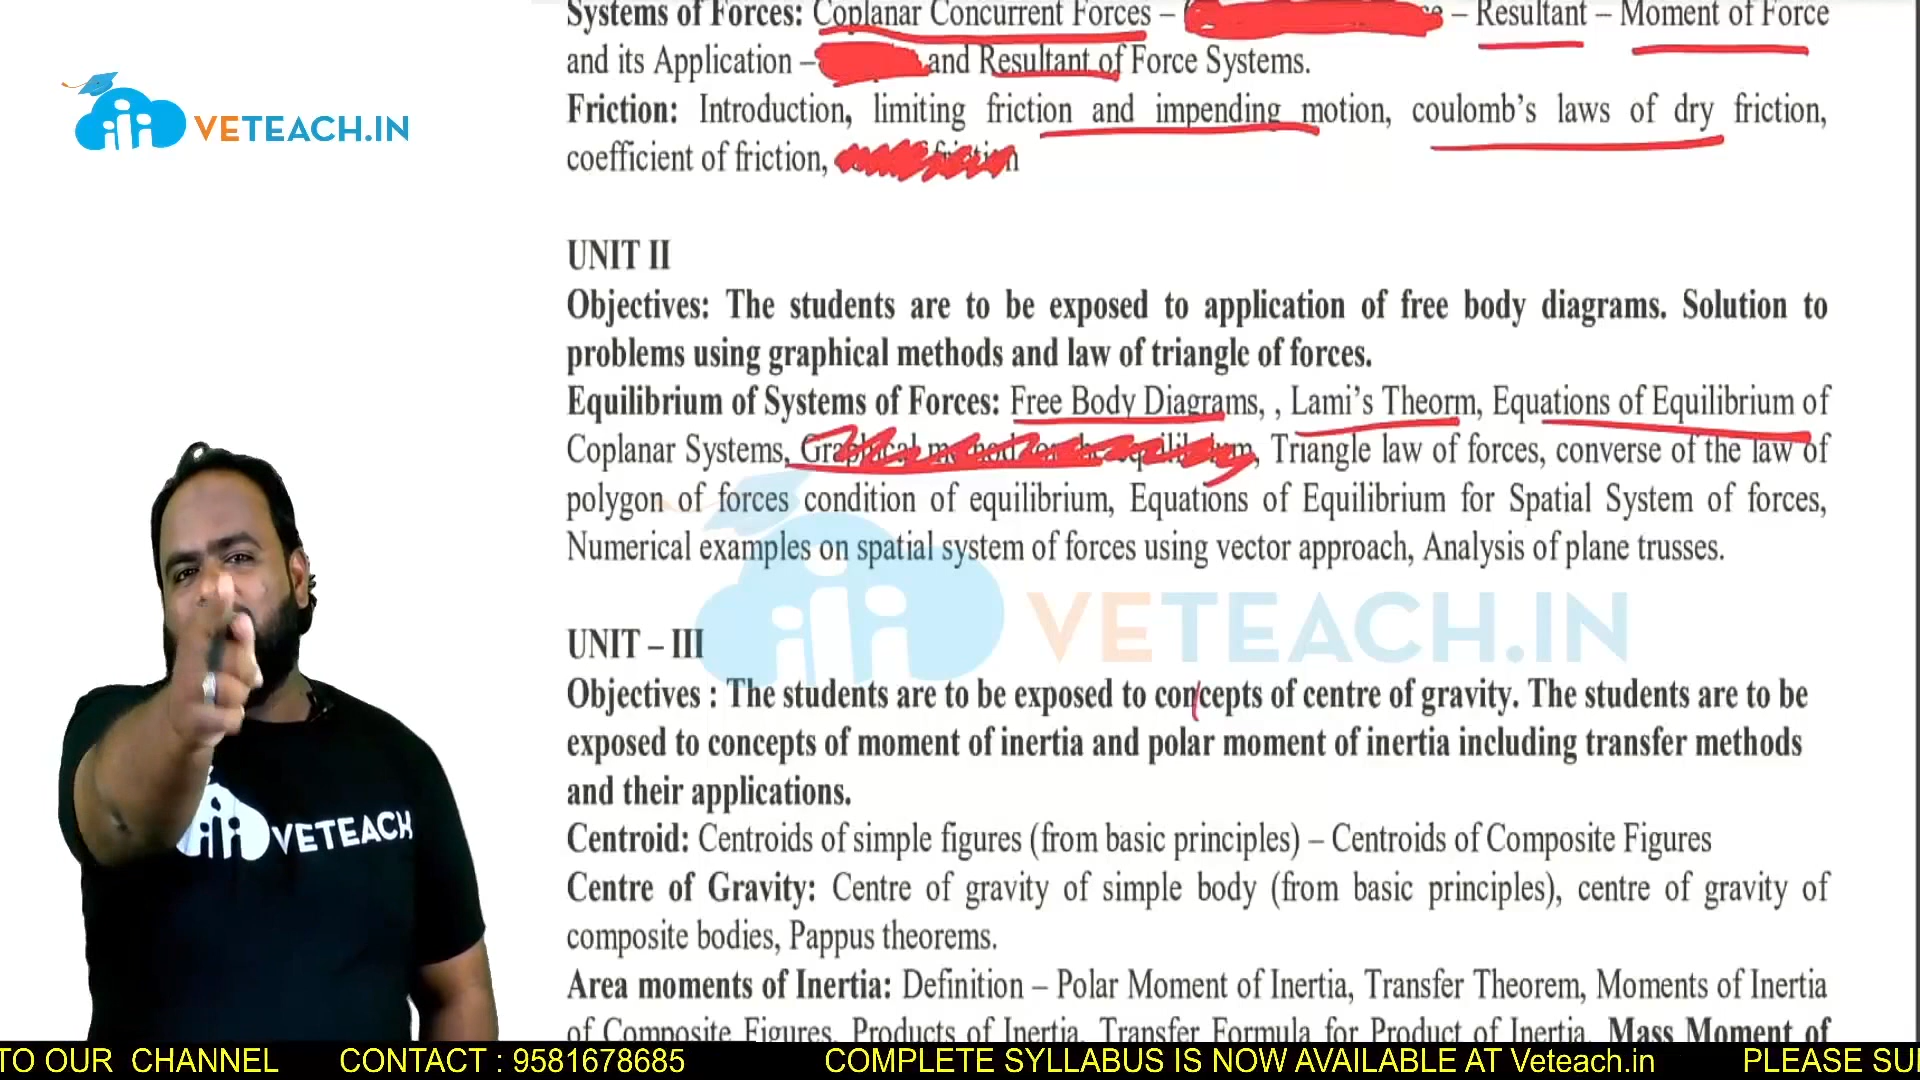 Systems of Forces: Coplanar Concurrent Forces – – Resultant – Moment of Force
and its Application – and Resultant of Force Systems.
VETEACH.IN
Friction: Introduction, limiting friction and impending motion, coulomb’s laws of dry friction,
coefficient of friction, friction
UNIT II
Objectives: The students are to be exposed to application of free body diagrams. Solution to
problems using graphical methods and law of triangle of forces.
Equilibrium of Systems of Forces: Free Body Diagrams, , Lami’s Theorm, Equations of Equilibrium of
Coplanar Systems, Graphical method for the equilibrium, Triangle law of forces, converse of the law of
polygon of forces condition of equilibrium, Equations of Equilibrium for Spatial System of forces,
Numerical examples on spatial system of forces using vector approach, Analysis of plane trusses.
VETEACH.IN
UNIT – III
Objectives : The students are to be exposed to concepts of centre of gravity. The students are to be
exposed to concepts of moment of inertia and polar moment of inertia including transfer methods
and their applications.
VETEACH
Centroid: Centroids of simple figures (from basic principles) – Centroids of Composite Figures
Centre of Gravity: Centre of gravity of simple body (from basic principles), centre of gravity of
composite bodies, Pappus theorems.
Area moments of Inertia: Definition – Polar Moment of Inertia, Transfer Theorem, Moments of Inertia
of Composite Figures, Products of Inertia, Transfer Formula for Product of Inertia. Mass Moment of
TO OUR CHANNEL CONTACT : 9581678685 COMPLETE SYLLABUS IS NOW AVAILABLE AT Veteach.in PLEASE SU